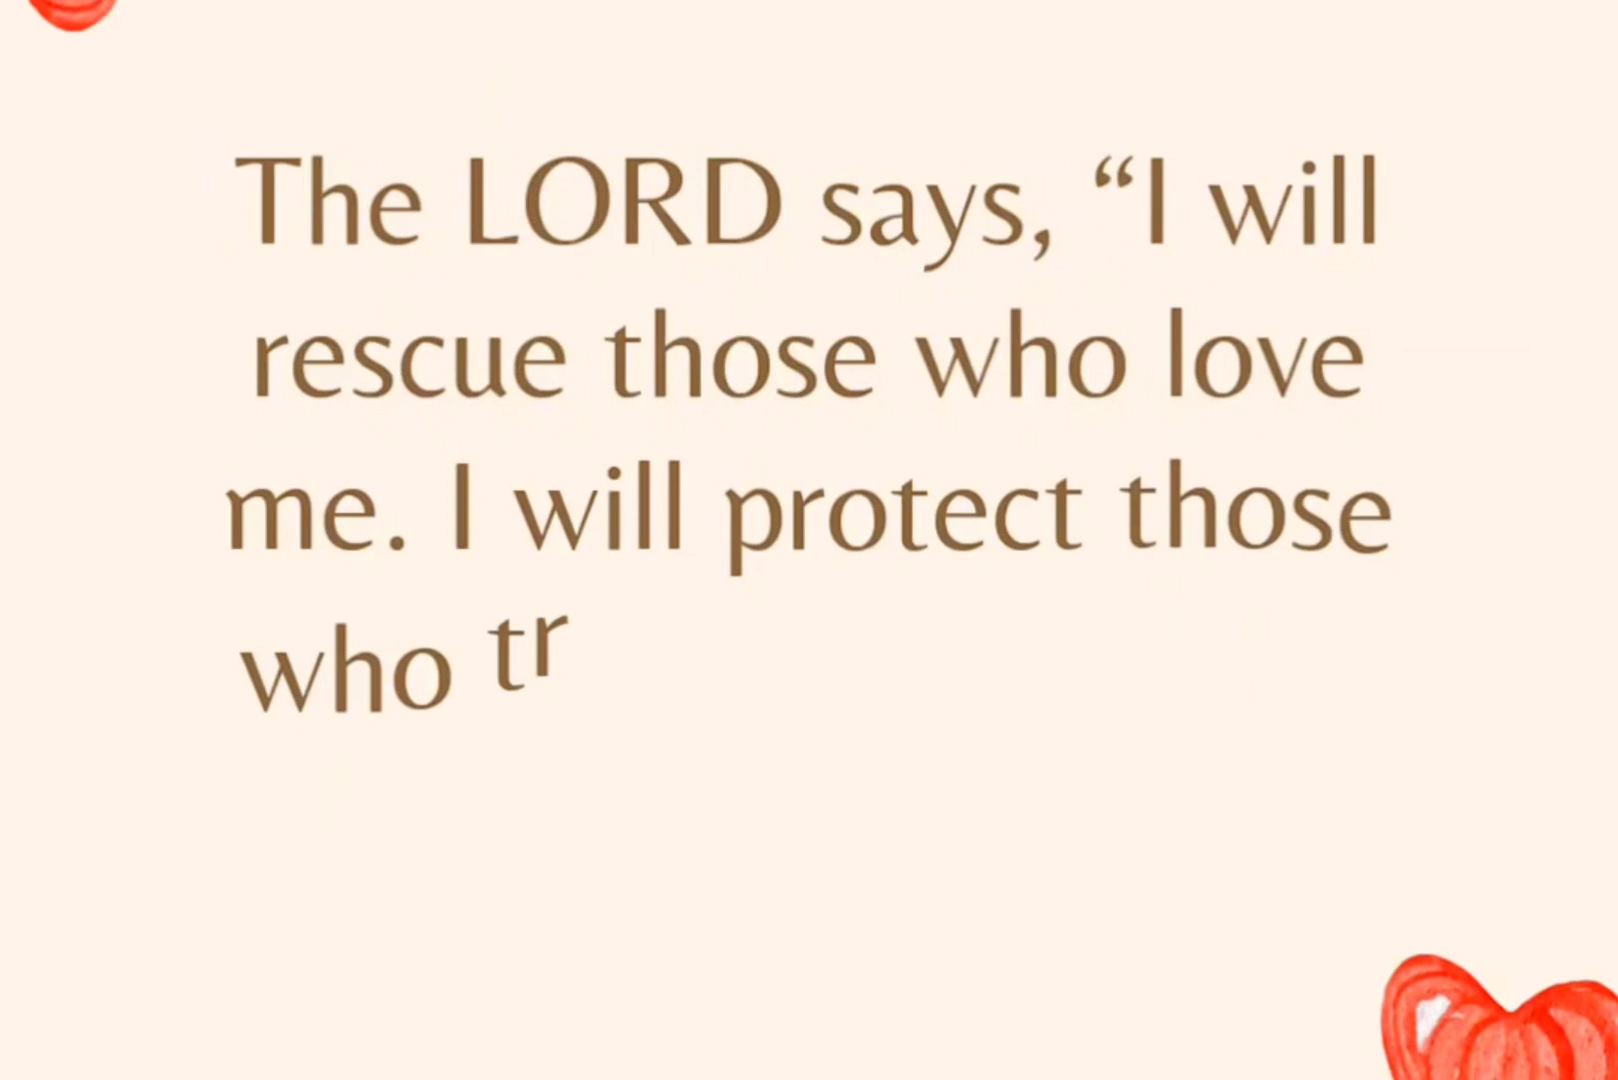 The LORD says, “I will
rescue those who love
me. I will protect those
who tr